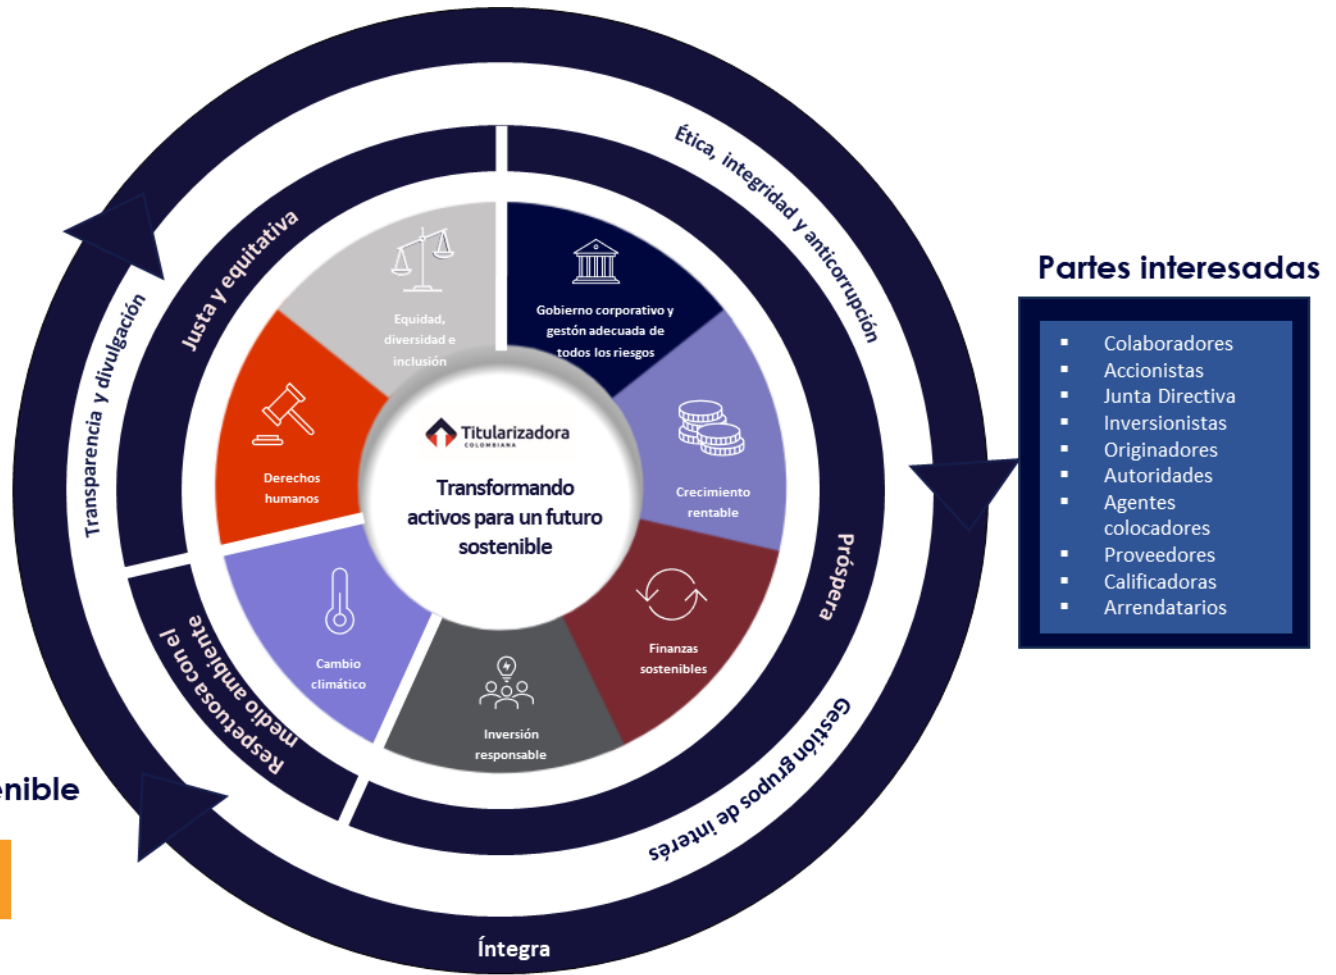 Ética, integridad y anticorrupción
Transparencia y divulgación
Gestión grupos de interés
Íntegra
Justa y equitativa
Próspera
Respetuosa con el
medio ambiente
Equidad,
diversidad e
inclusión
Gobierno corporativo y
gestón adecuada de
todos los riesgos
Derechos
humanos
Crecimiento
rentable
Cambio
climático
Finanzas
sostenibles
Inversión
responsable
Titularizadora
COLOMBIANA
Transformando
activos para un futuro
sostenible
Partes interesadas
Colaboradores
Accionistas
Junta Directiva
Inversionistas
Originadores
Autoridades
Agentes
colocadores
Proveedores
Calificadoras
Arrendatarios
enible